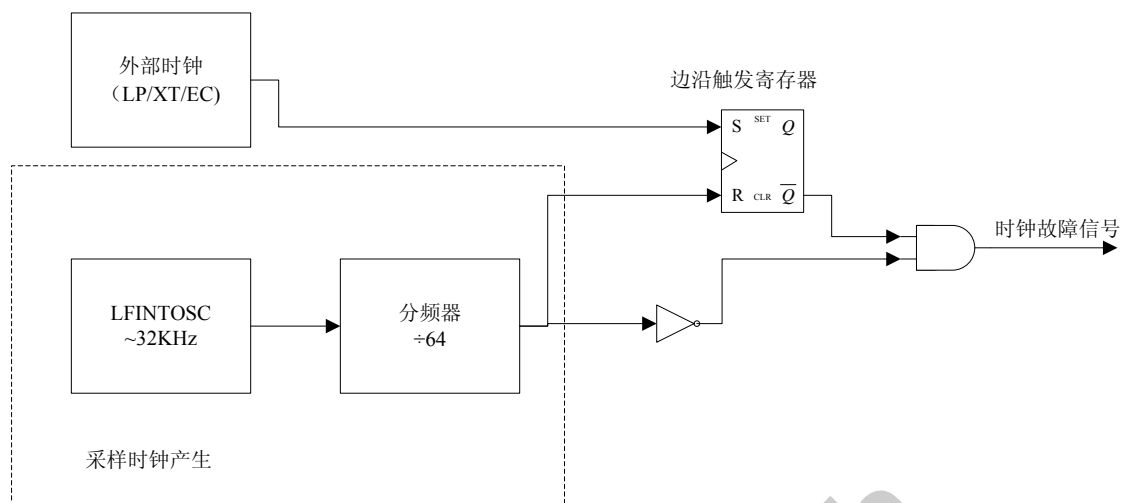 外部时钟
（LP/XT/EC)
边沿触发寄存器
S SET Q
R CLR Q
时钟故障信号
LFINTOSC
~32KHz
分频器
÷64
采样时钟产生